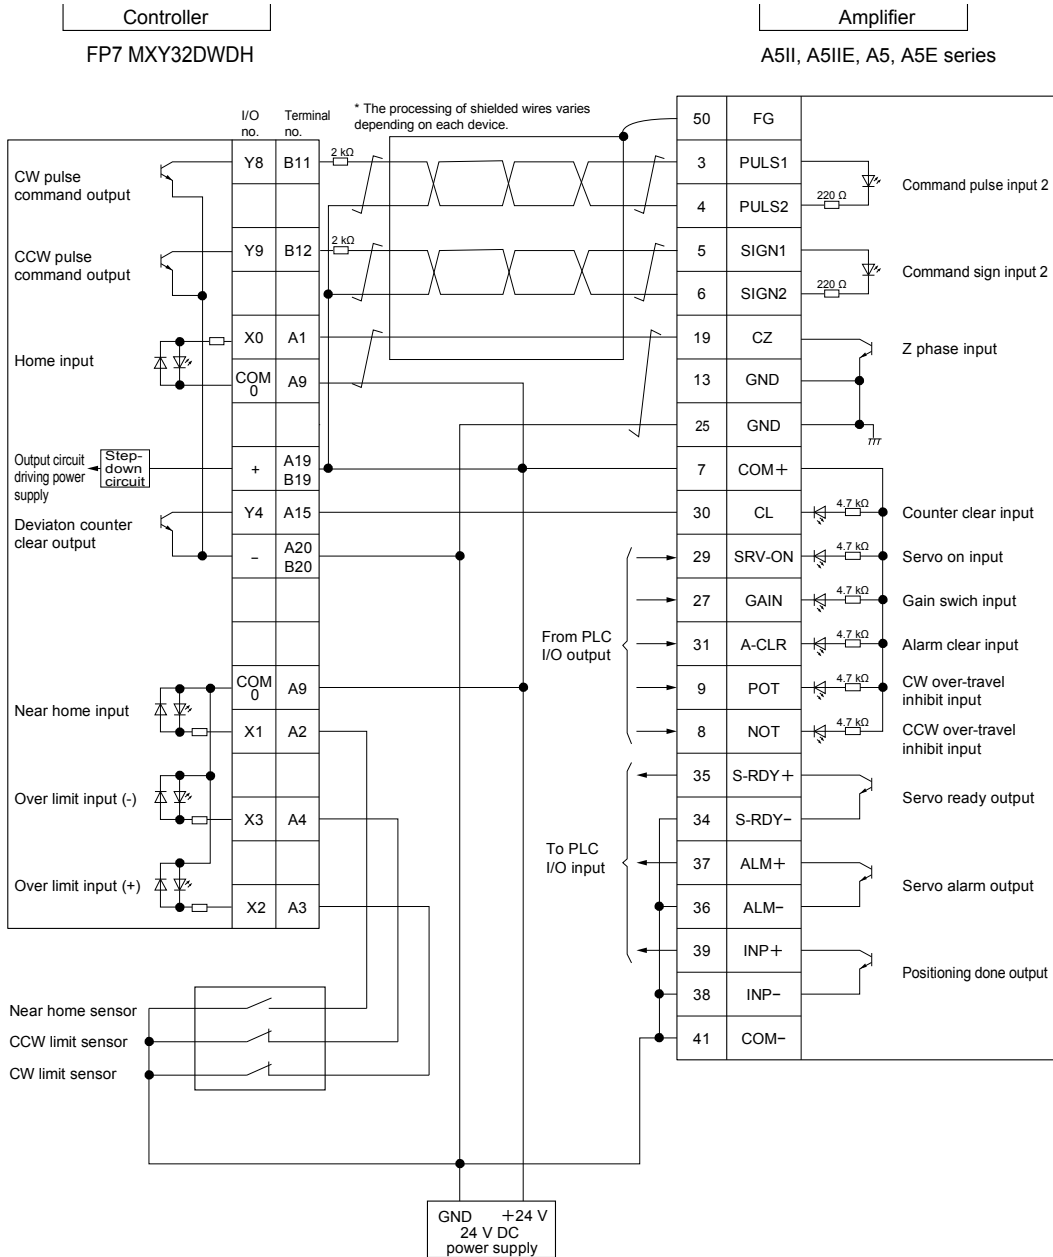 Controller
Amplifier
FP7 MXY32DWDH
A5II, A5IIE, A5, A5E series
I/O no.
Terminal no.
* The processing of shielded wires varies
depending on each device.
CW pulse
command output
Y8 B11
2 kΩ
CCW pulse
command output
Y9 B12
2 kΩ
Home input
X0 A1
COM 0 A9
Output circuit
driving power
supply
Step-
down
circuit
+ A19 B19
Deviaton counter
clear output
Y4 A15
− A20 B20
Near home input
COM 0 A9
X1 A2
Over limit input (-)
X3 A4
Over limit input (+)
X2 A3
Near home sensor
CCW limit sensor
CW limit sensor
50 FG
3 PULS1
4 PULS2
220 Ω
Command pulse input 2
5 SIGN1
6 SIGN2
220 Ω
Command sign input 2
19 CZ
Z phase input
13 GND
25 GND
7 COM+
30 CL 4.7 kΩ Counter clear input
29 SRV-ON 4.7 kΩ Servo on input
27 GAIN 4.7 kΩ Gain swich input
31 A-CLR 4.7 kΩ Alarm clear input
9 POT 4.7 kΩ CW over-travel
inhibit input
8 NOT 4.7 kΩ CCW over-travel
inhibit input
From PLC
I/O output
35 S-RDY+
34 S-RDY−
Servo ready output
To PLC
I/O input
37 ALM+
36 ALM−
Servo alarm output
39 INP+
38 INP−
Positioning done output
41 COM−
GND +24 V
24 V DC
power supply